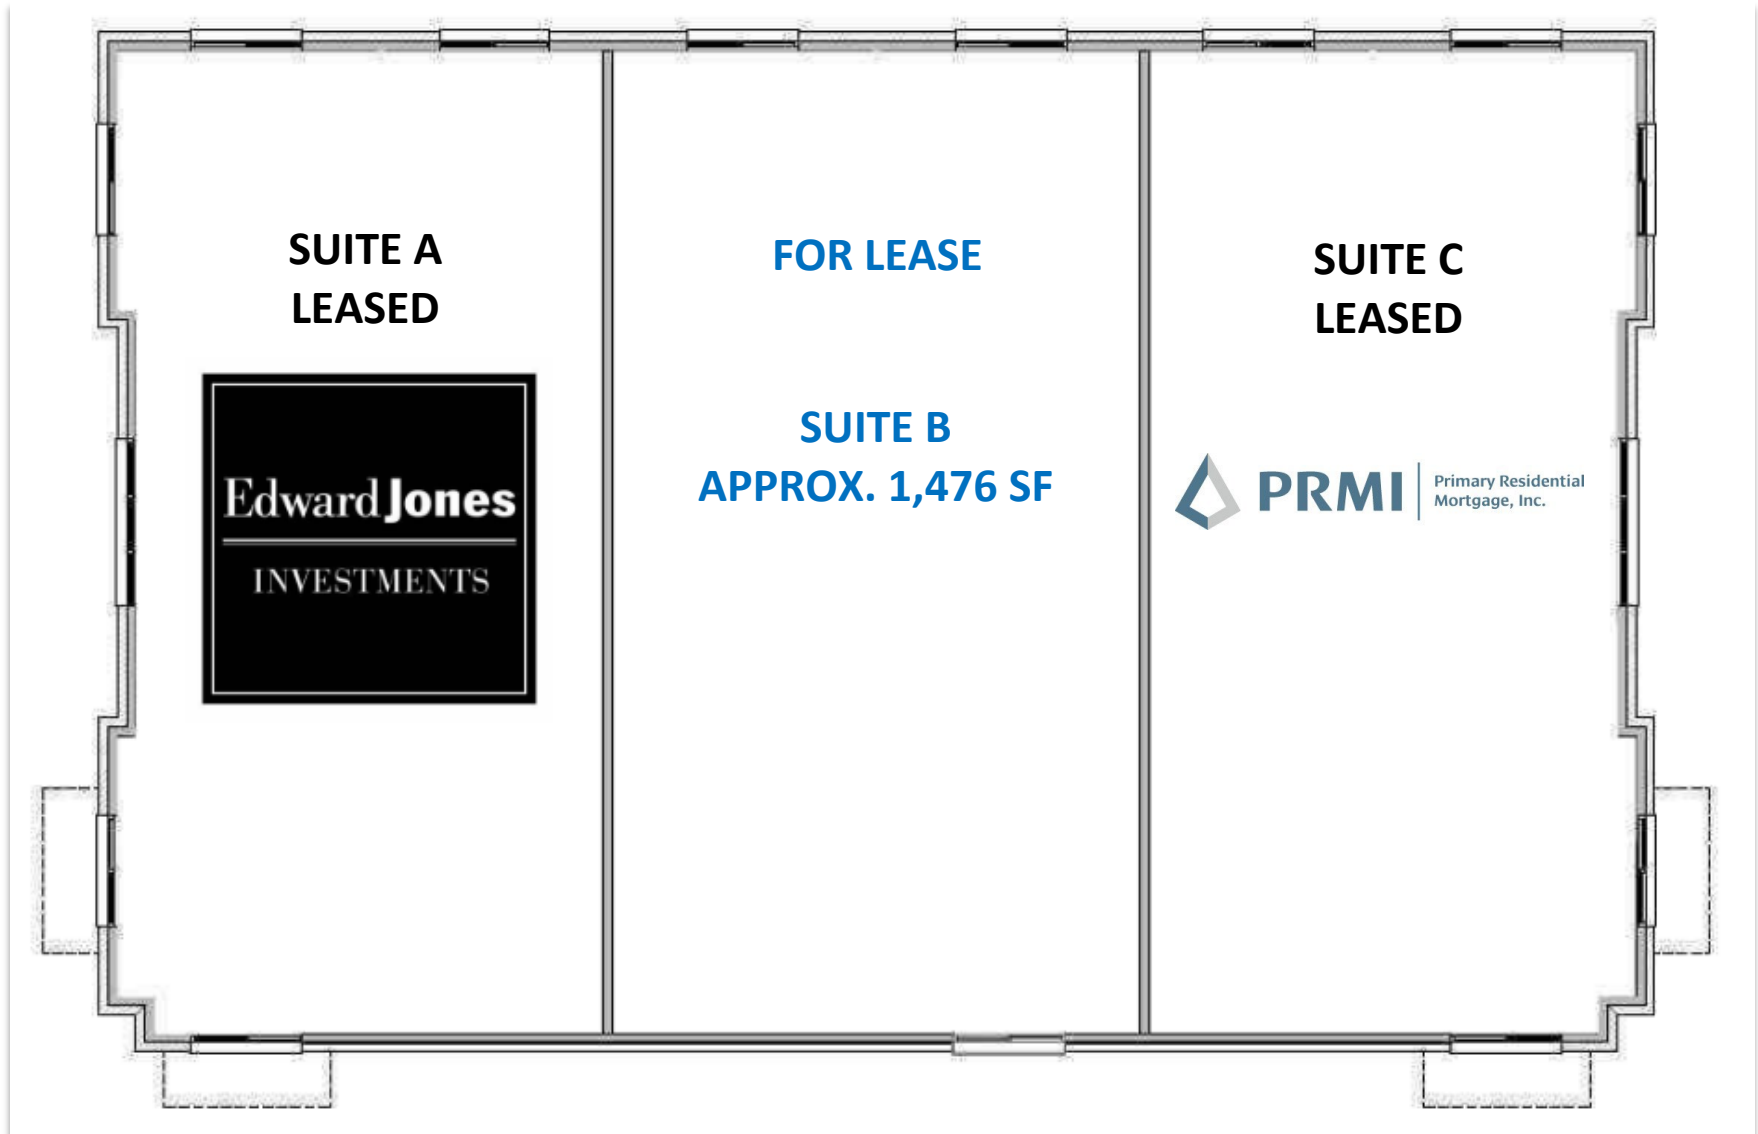 SUITE A
LEASED
Edward Jones
INVESTMENTS
FOR LEASE
SUITE B
APPROX. 1,476 SF
SUITE C
LEASED
PRMI
Primary Residential
Mortgage, Inc.